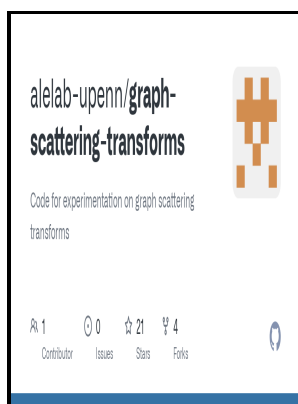 alelab-upenn/graph-
scattering-transforms
Code for experimentation on graph scattering
transforms
1 0 21 4
Contributor Issues Stars Forks